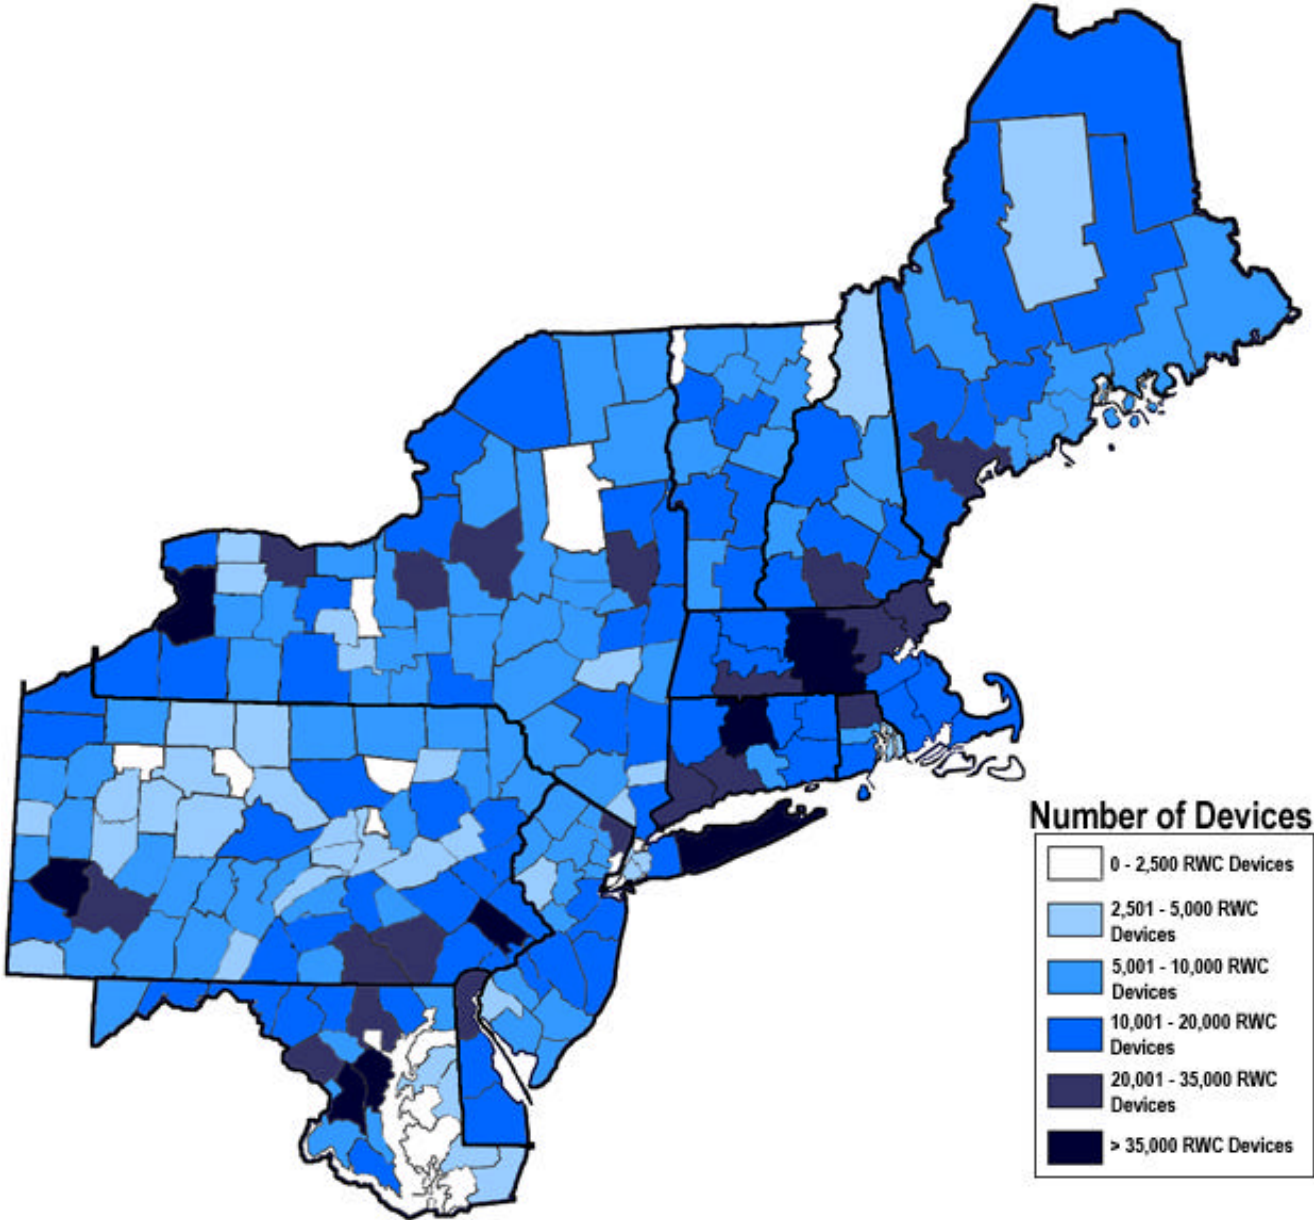 Number of Devices
0 - 2,500 RWC Devices
2,501 - 5,000 RWC
Devices
5,001 - 10,000 RWC
Devices
10,001 - 20,000 RWC
Devices
20,001 - 35,000 RWC
Devices
> 35,000 RWC Devices